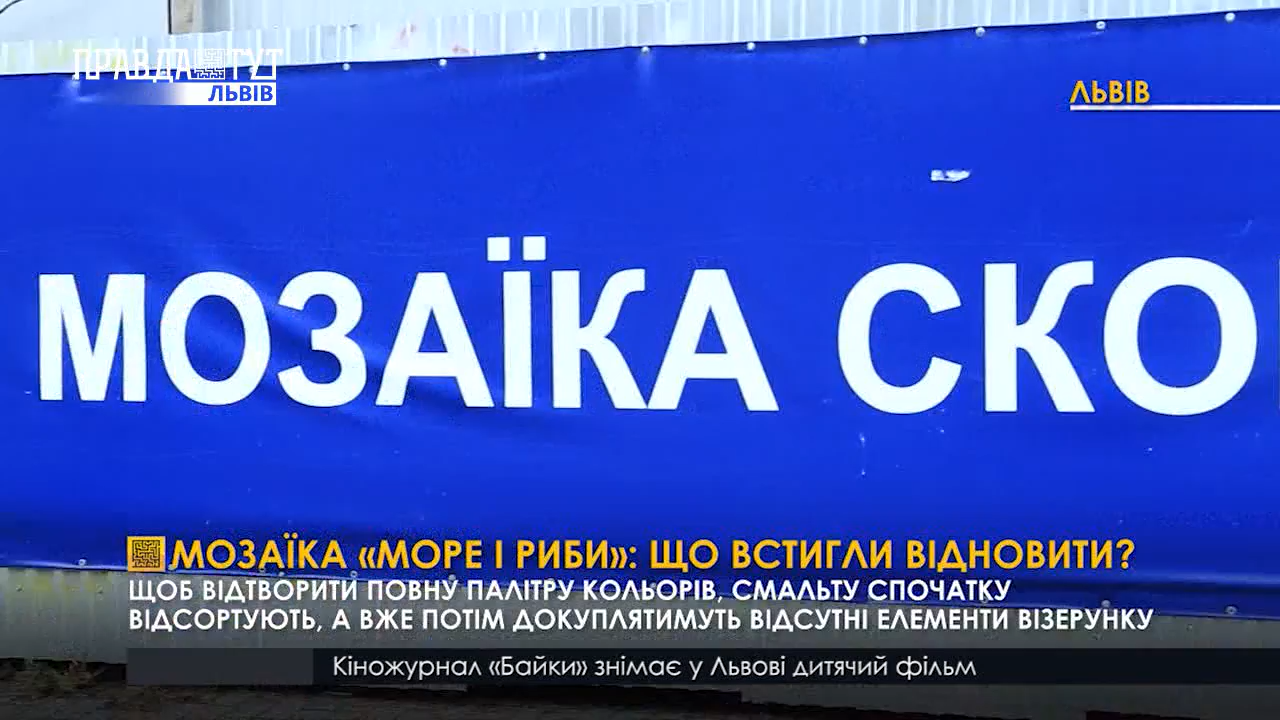 ПРАВДА ТУТ
ЛЬВІВ
ЛЬВІВ
МОЗАЇКА СКО
МОЗАЇКА «МОРЕ І РИБИ»: ЩО ВСТИГЛИ ВІДНОВИТИ?
ЩОБ ВІДТВОРИТИ ПОВНУ ПАЛІТРУ КОЛЬОРІВ, СМАЛЬТУ СПОЧАТКУ
ВІДСОРТУЮТЬ, А ВЖЕ ПОТІМ ДОКУПЛЯТИМУТЬ ВІДСУТНІ ЕЛЕМЕНТИ ВІЗЕРУНКУ
Кіножурнал «Байки» знімає у Львові дитячий фільм